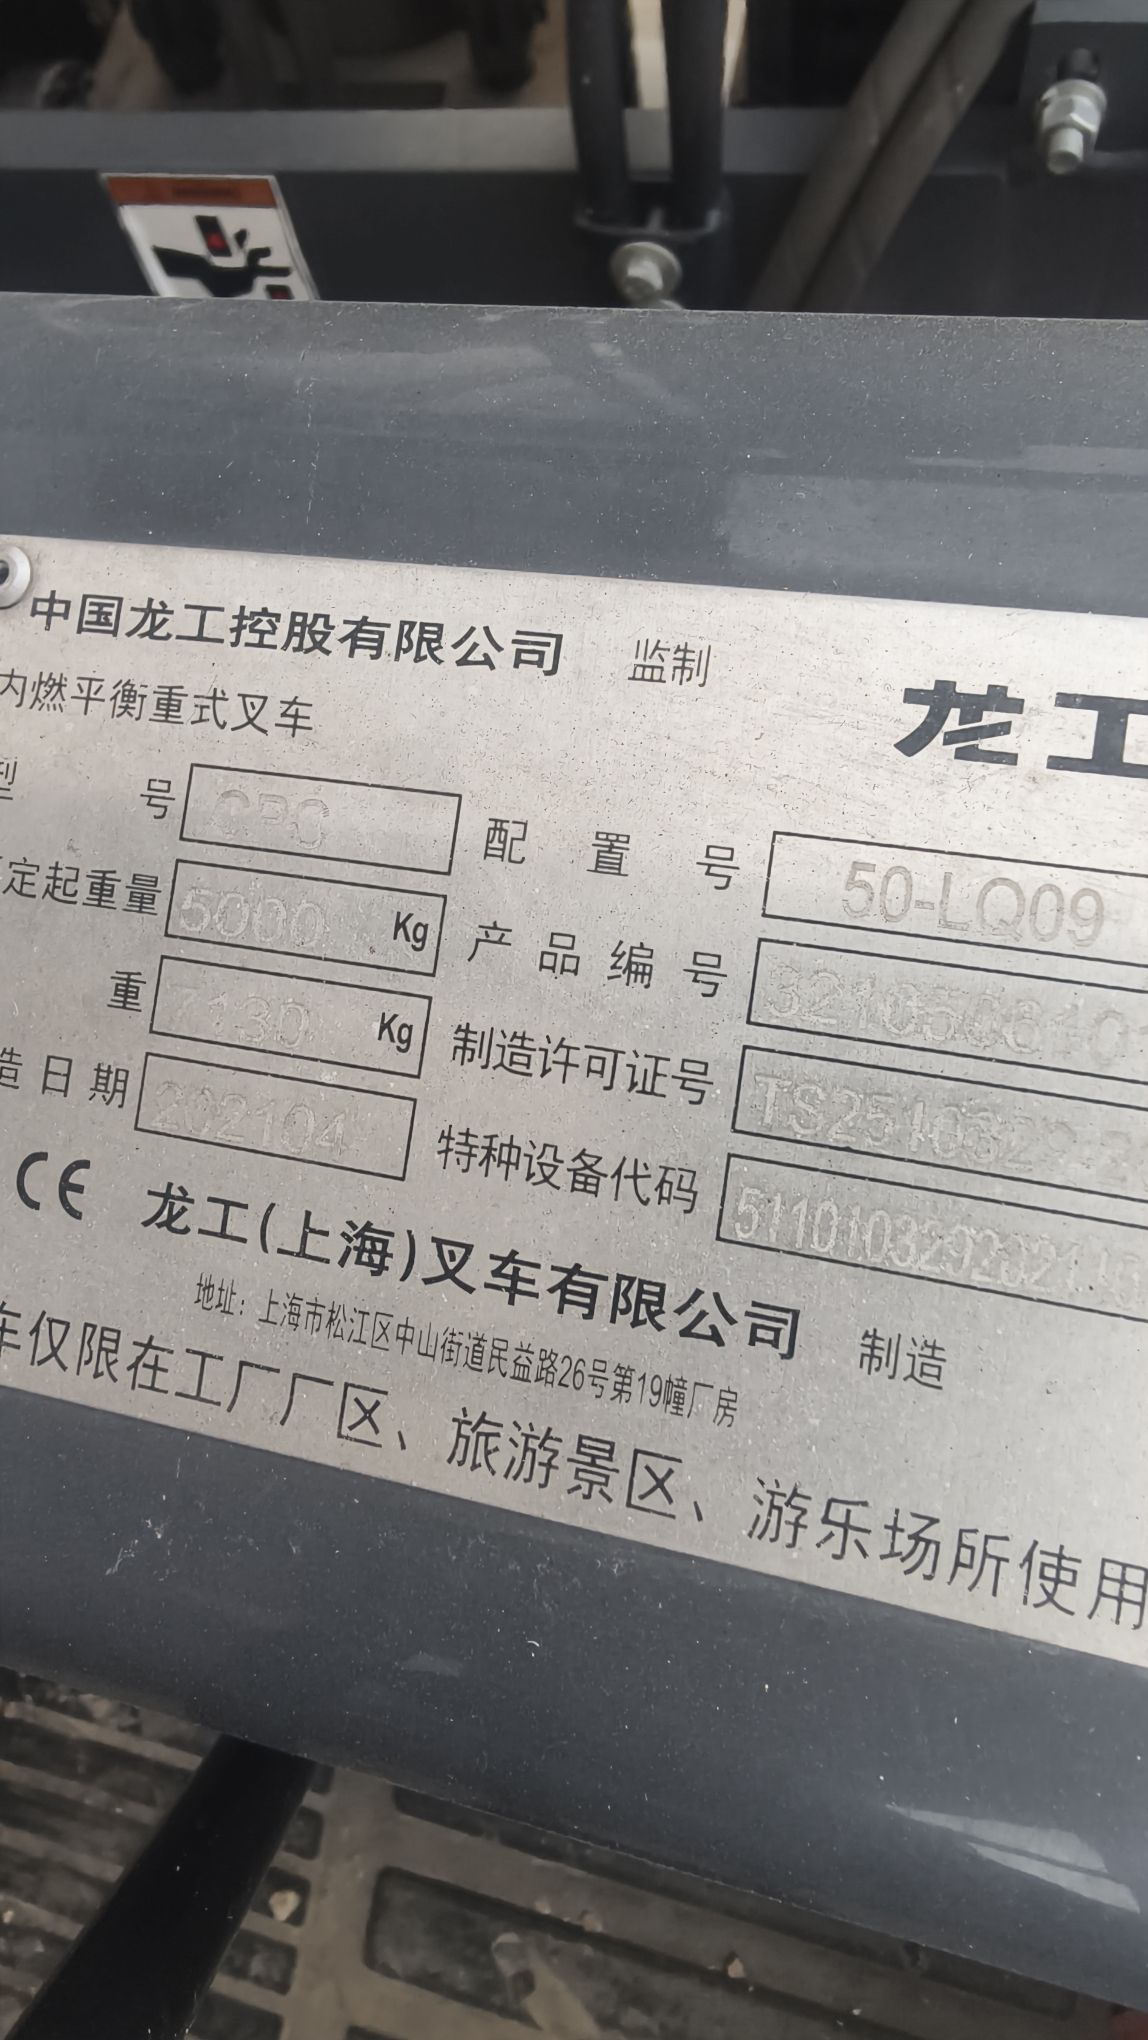 中国龙工控股有限公司 监制 龙工
内燃平衡重式叉车
型 号 CPC 配置号 50-LQ09
定起重量 5000 Kg 产品编号
重 7130 Kg 制造许可证号
造日期 202104 特种设备代码
CE 龙工(上海)叉车有限公司 制造
地址：上海市松江区中山街道民益路26号第19幢厂房
车仅限在工厂厂区、旅游景区、游乐场所使用